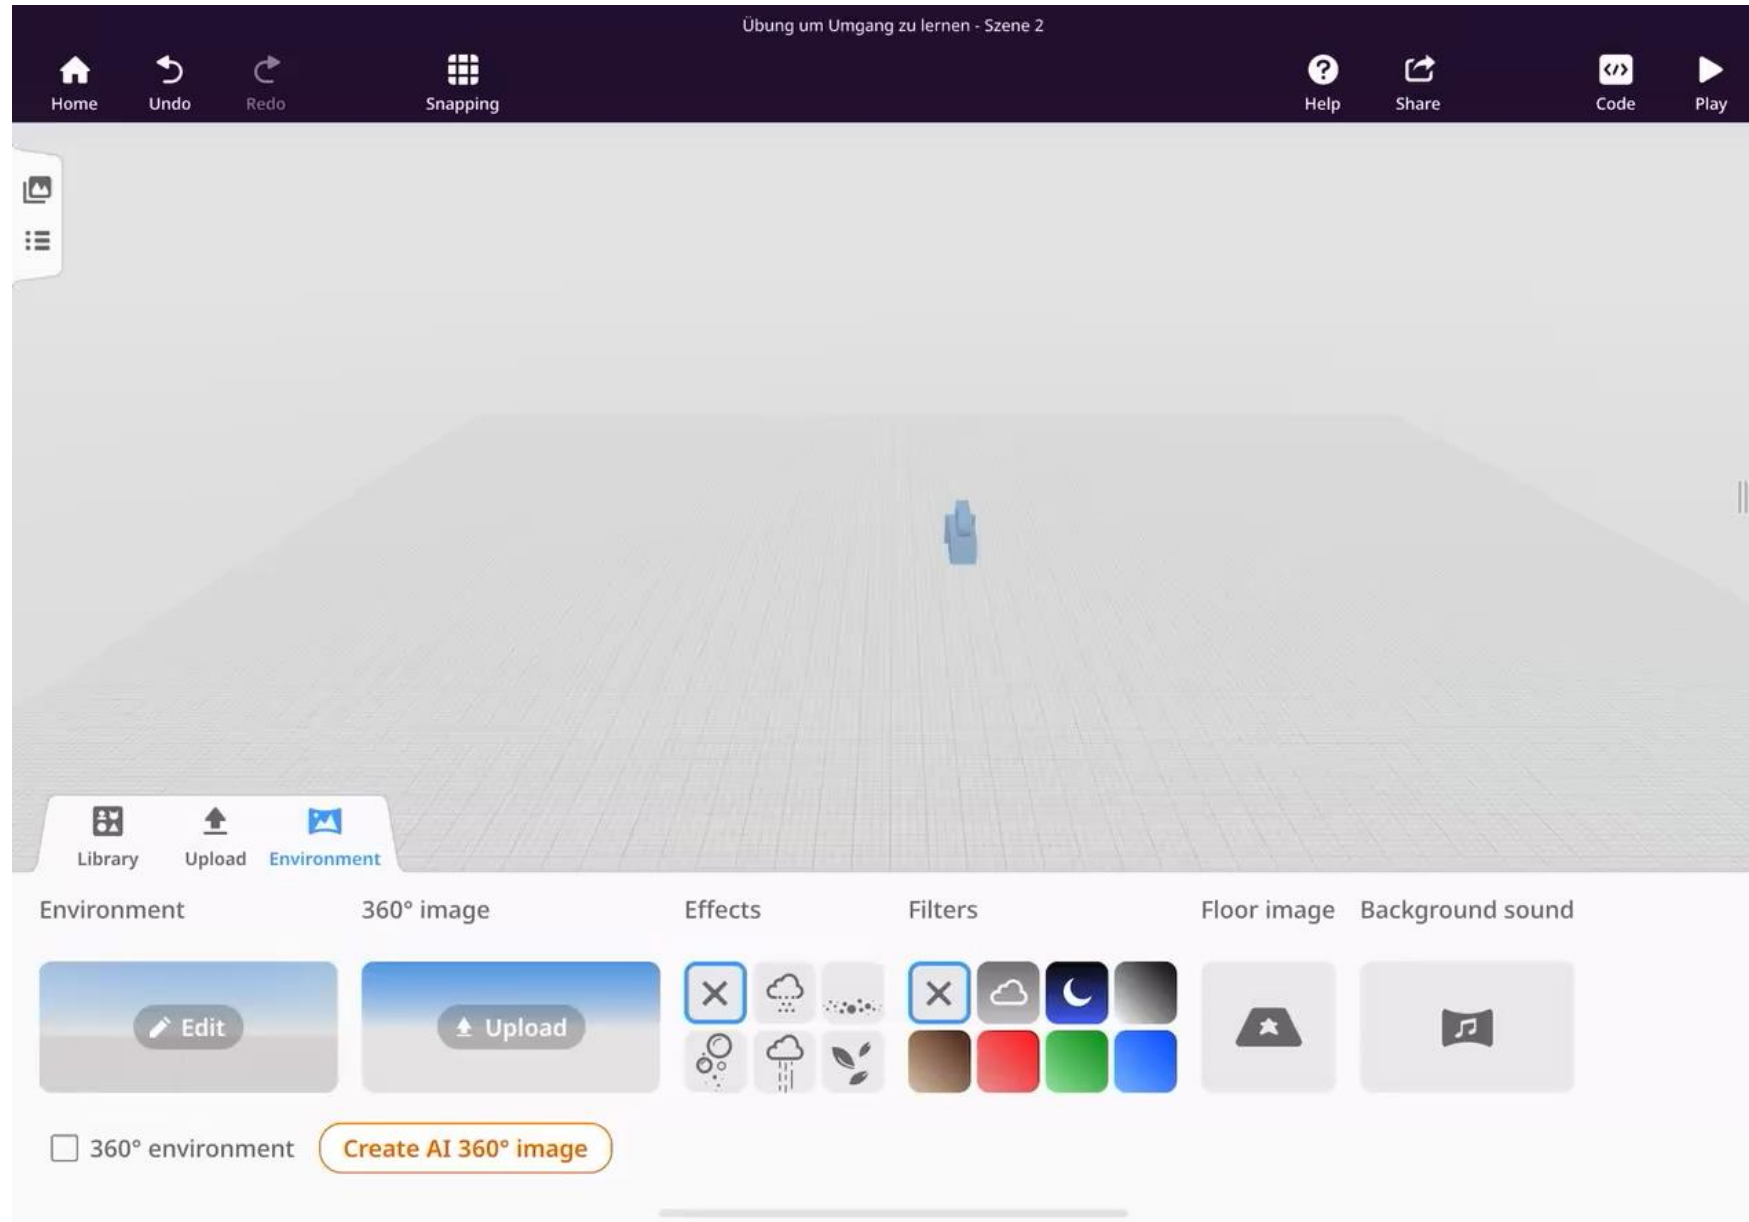 Übung um Umgang zu lernen - Szene 2
Home Undo Redo Snapping Help Share Code Play
Library Upload Environment
Environment 360° image Effects Filters Floor image Background sound
Edit Upload
360° environment Create AI 360° image